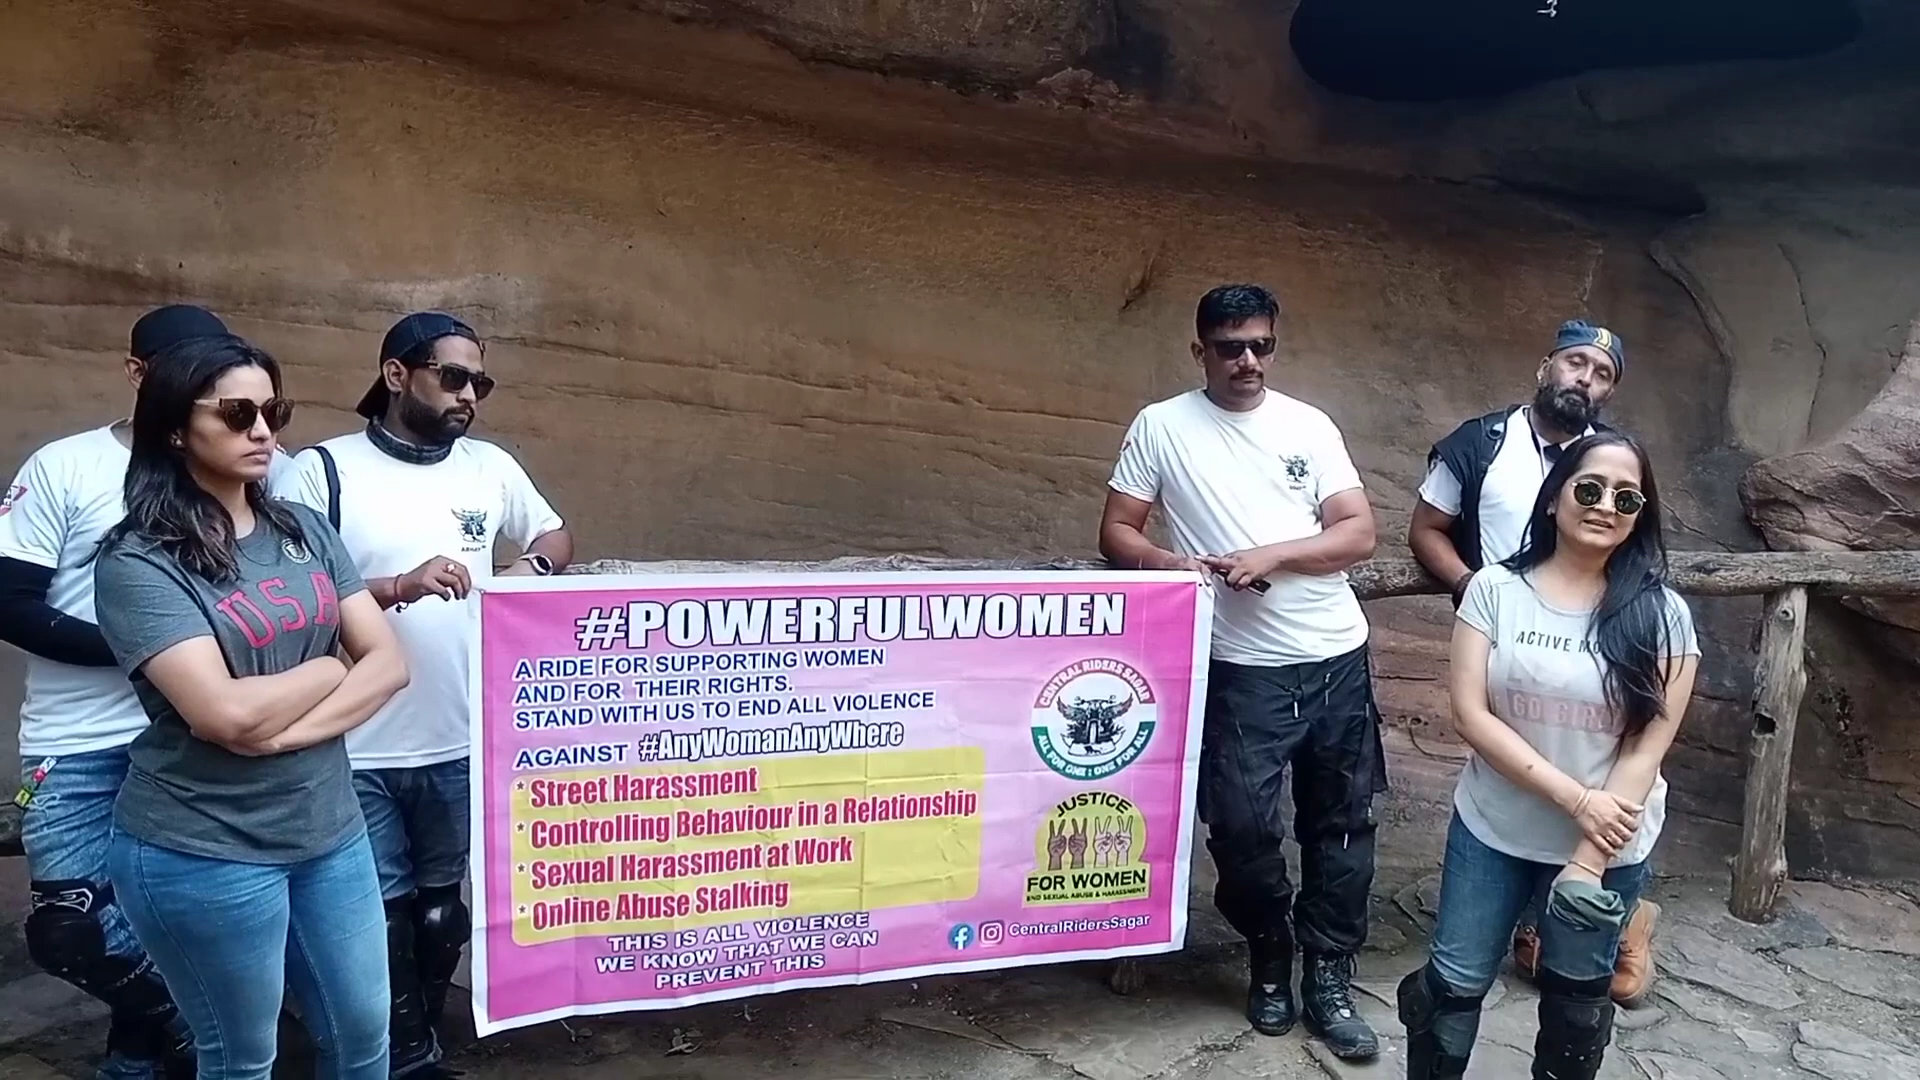 #POWERFULWOMEN
A RIDE FOR SUPPORTING WOMEN
AND FOR THEIR RIGHTS.
STAND WITH US TO END ALL VIOLENCE
AGAINST #AnyWomanAnyWhere
* Street Harassment
* Controlling Behaviour in a Relationship
* Sexual Harassment at Work
* Online Abuse Stalking
THIS IS ALL VIOLENCE
WE KNOW THAT WE CAN
PREVENT THIS
CENTRAL RIDERS SAGAR
ALL FOR ONE : ONE FOR ALL
JUSTICE
FOR WOMEN
END SEXUAL ABUSE & HARASSMENT
CentralRidersSagar
USA
ABHAY
ACTIVE
GO GIRL